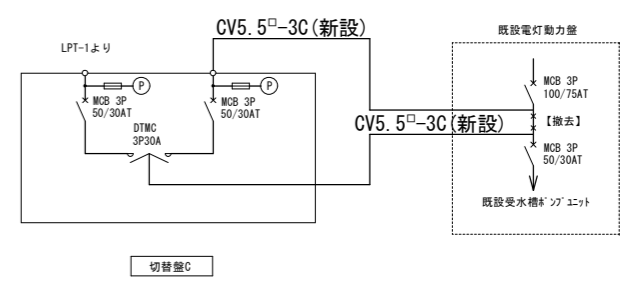 CV5.5□-3C(新設)
LPT-1より
既設電灯動力盤
P
P
MCB 3P
50/30AT
MCB 3P
50/30AT
DTMC
3P30A
MCB 3P
100/75AT
CV5.5□-3C(新設)
【撤去】
MCB 3P
50/30AT
既設受水槽ﾎﾟﾝﾌﾟﾕﾆｯﾄ
切替盤C